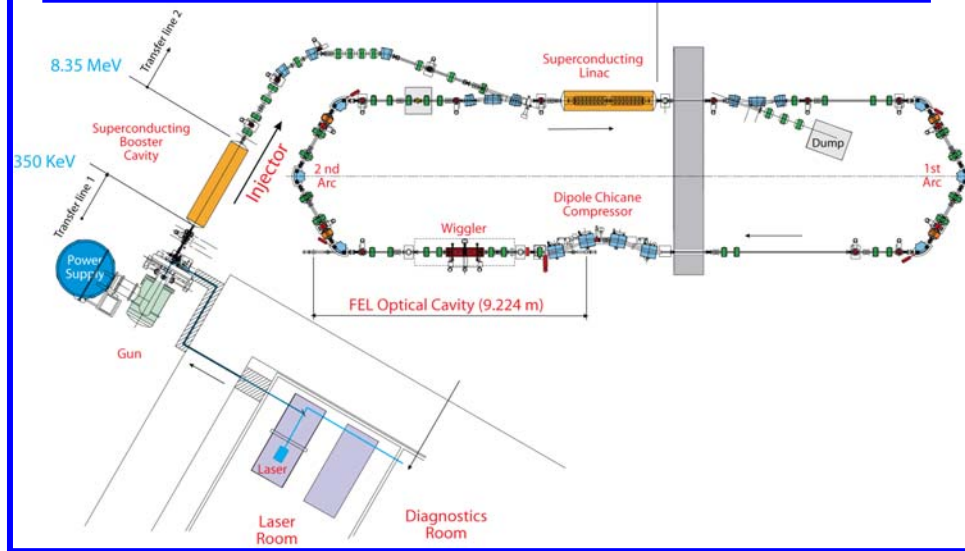 Transfer line 2
8.35 MeV
Superconducting
Linac
Superconducting
Booster
Cavity
Injector
Dump
350 KeV
2 nd
Arc
1st
Arc
Transfer line 1
Dipole Chicane
Compressor
Wiggler
Power
Supply
FEL Optical Cavity (9.224 m)
Gun
Laser
Laser
Room
Diagnostics
Room